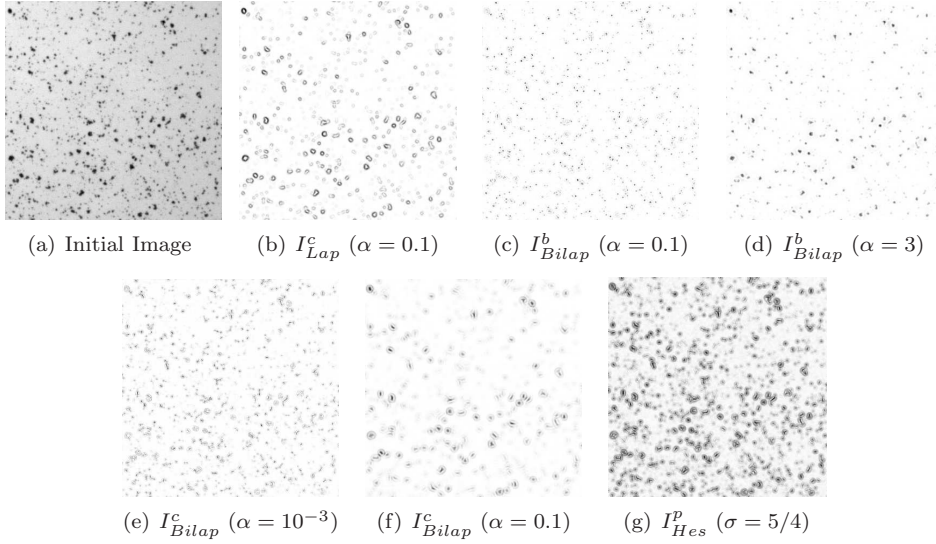 (a) Initial Image
(b) I^c_{Lap} (α = 0.1)
(c) I^b_{Bilap} (α = 0.1)
(d) I^b_{Bilap} (α = 3)
(e) I^c_{Bilap} (α = 10^{-3})
(f) I^c_{Bilap} (α = 0.1)
(g) I^p_{Hes} (σ = 5/4)